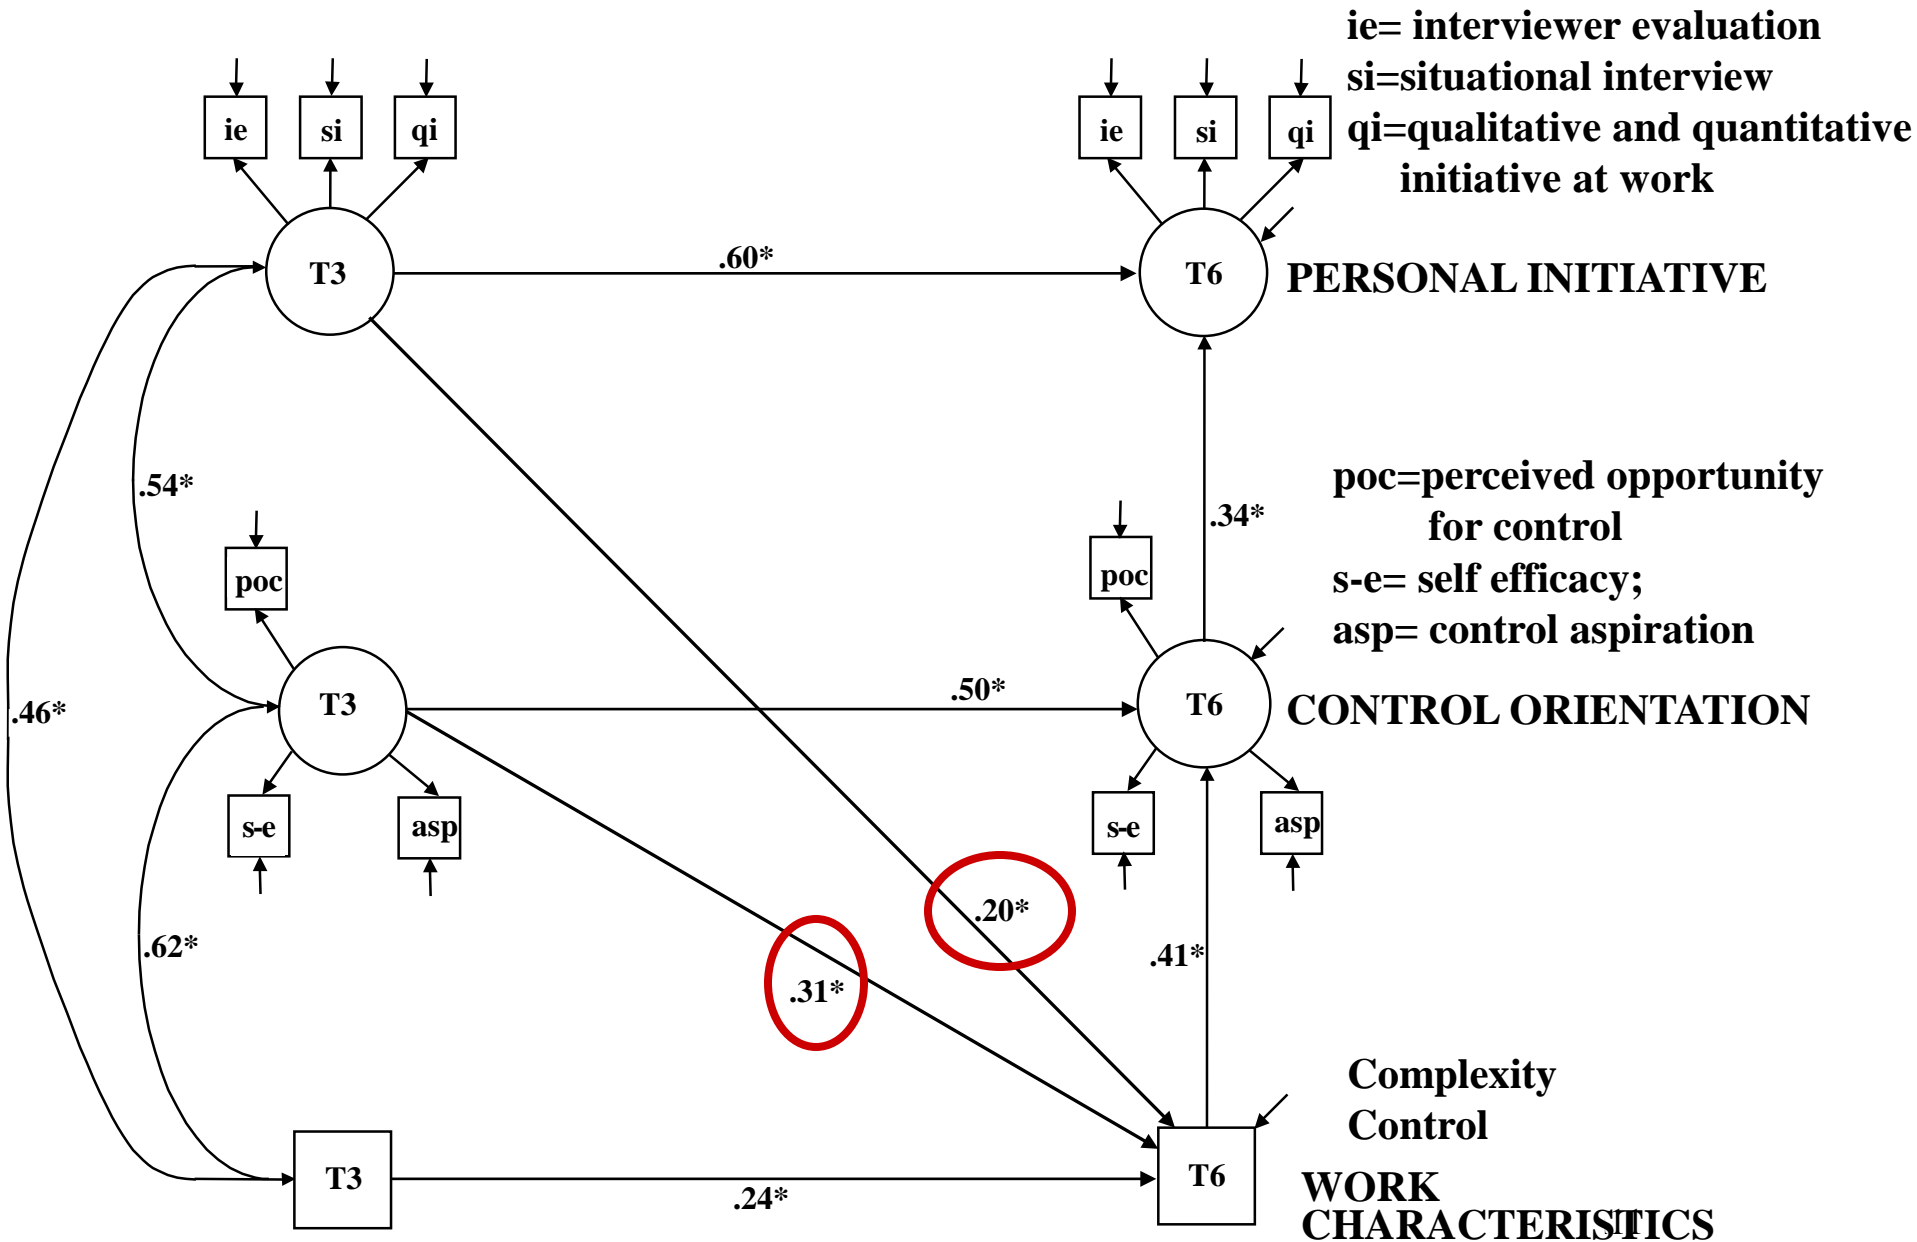 ie= interviewer evaluation
si=situational interview
qi=qualitative and quantitative
initiative at work
ie si qi
ie si qi
T3 .60* T6 PERSONAL INITIATIVE
.54*
.34*
poc=perceived opportunity
for control
s-e= self efficacy;
asp= control aspiration
poc
poc
.46*
T3 .50* T6 CONTROL ORIENTATION
s-e asp
s-e asp
.20*
.62*
.31*
.41*
Complexity
Control
T3 .24* T6
WORK
CHARACTERISTICS
11